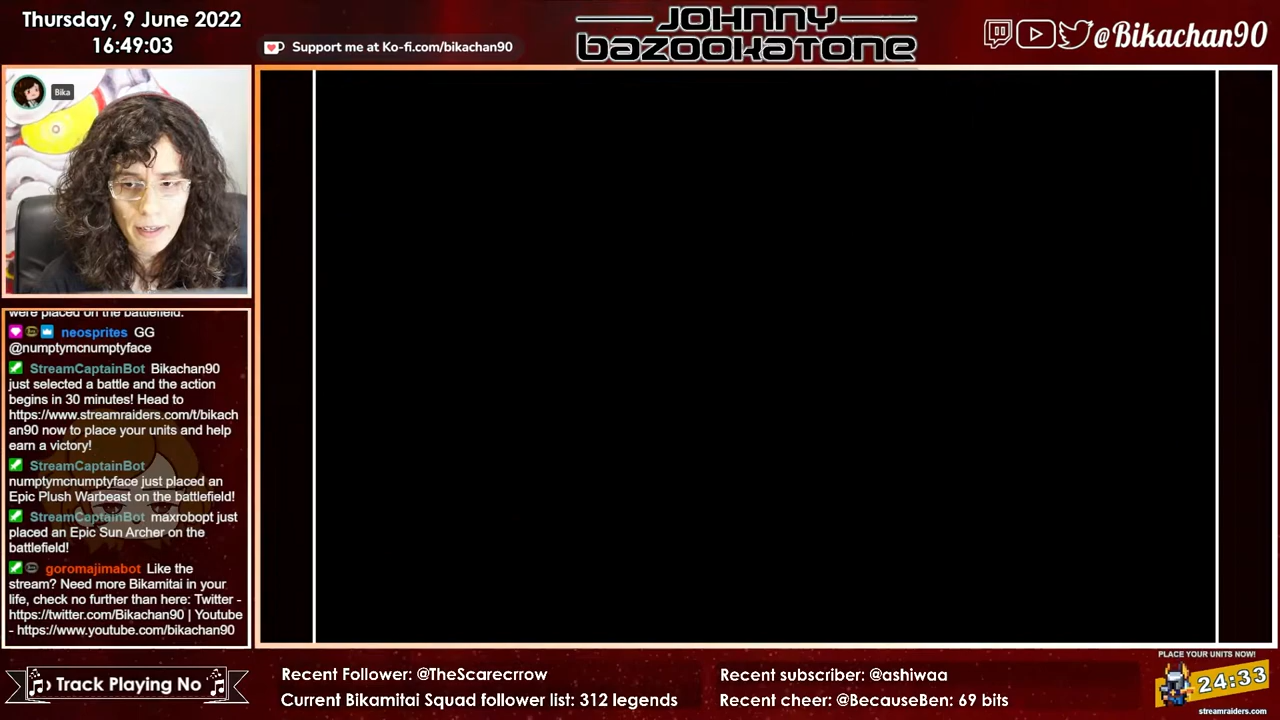 Thursday, 9 June 2022
16:49:03
Support me at Ko-fi.com/bikachan90
JOHNNY
BAZOOKATONE
@Bikachan90
Bika
were placed on the battlefield.
neosprites GG
@numptymcnumptyface
StreamCaptainBot Bikachan90
just selected a battle and the action
begins in 30 minutes! Head to
https://www.streamraiders.com/t/bikach
an90 now to place your units and help
earn a victory!
StreamCaptainBot
numptymcnumptyface just placed an
Epic Plush Warbeast on the battlefield!
StreamCaptainBot maxrobopt just
placed an Epic Sun Archer on the
battlefield!
goromajimabot Like the
stream? Need more Bikamitai in your
life, check no further than here: Twitter -
https://twitter.com/Bikachan90 | Youtube
- https://www.youtube.com/bikachan90
Track Playing No
Recent Follower: @TheScarecrrow
Current Bikamitai Squad follower list: 312 legends
Recent subscriber: @ashiwaa
Recent cheer: @BecauseBen: 69 bits
PLACE YOUR UNITS NOW!
24:33
streamraiders.com